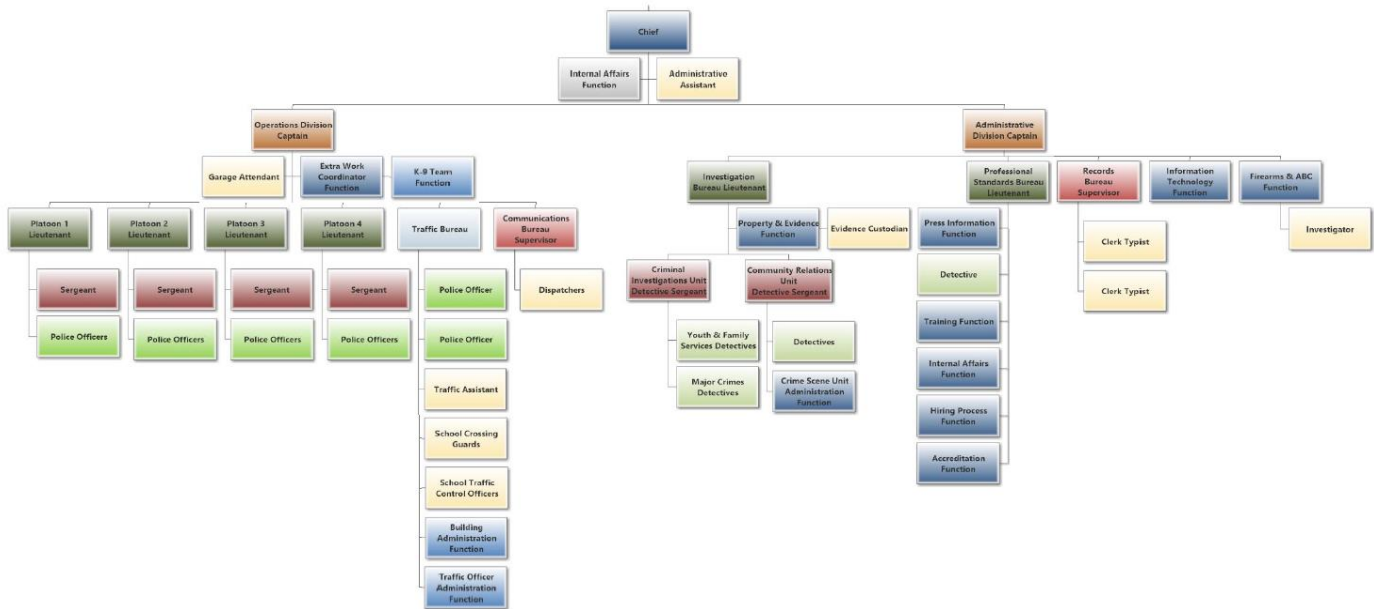 Chief
Internal Affairs
Function
Administrative
Assistant
Operations Division
Captain
Administrative
Division Captain
Garage Attendant
Extra Work
Coordinator
Function
K-9 Team
Function
Investigation
Bureau Lieutenant
Professional
Standards Bureau
Lieutenant
Records
Bureau
Supervisor
Information
Technology
Function
Firearms & ABC
Function
Platoon 1
Lieutenant
Platoon 2
Lieutenant
Platoon 3
Lieutenant
Platoon 4
Lieutenant
Traffic Bureau
Communications
Bureau
Supervisor
Property & Evidence
Function
Evidence Custodian
Press Information
Function
Clerk Typist
Investigator
Sergeant
Sergeant
Sergeant
Sergeant
Police Officer
Dispatchers
Criminal
Investigations Unit
Detective Sergeant
Community Relations
Unit
Detective Sergeant
Detective
Clerk Typist
Police Officers
Police Officers
Police Officers
Police Officers
Police Officer
Youth & Family
Services Detectives
Detectives
Training Function
Traffic Assistant
Major Crimes
Detectives
Crime Scene Unit
Administration
Function
Internal Affairs
Function
School Crossing
Guards
Hiring Process
Function
School Traffic
Control Officers
Accreditation
Function
Building
Administration
Function
Traffic Officer
Administration
Function